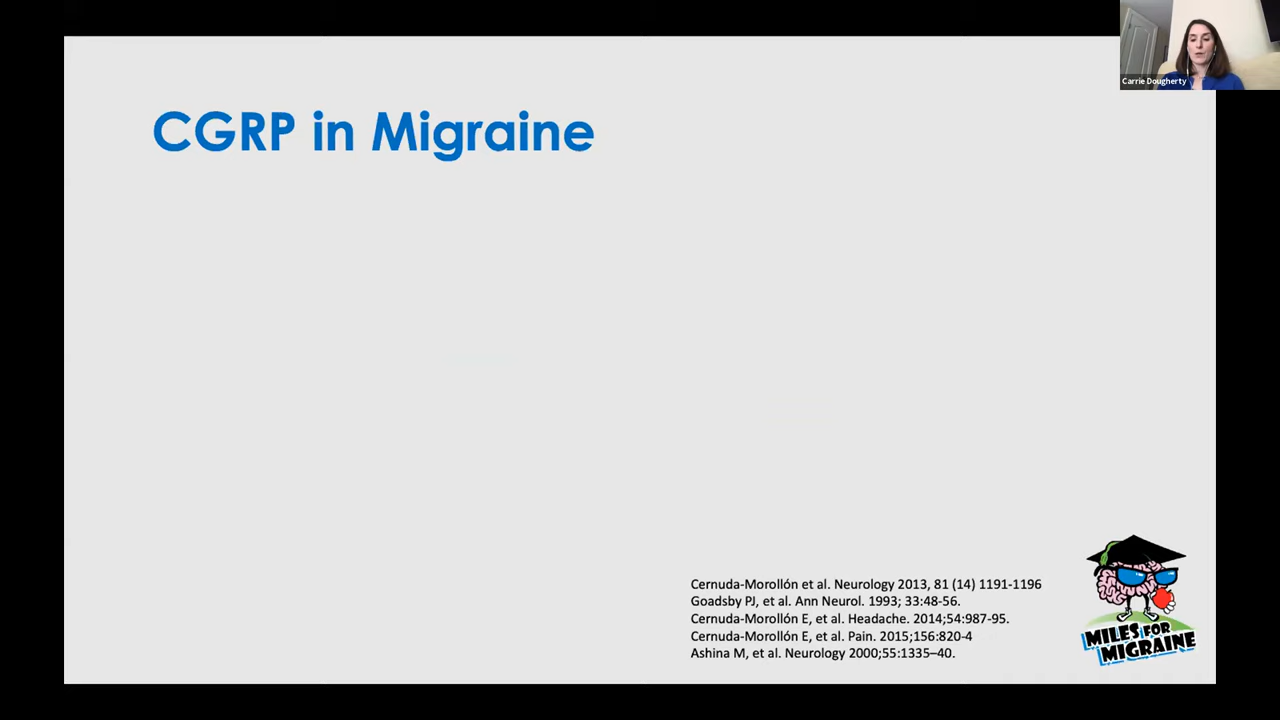 Carrie Dougherty
CGRP in Migraine
Cernuda-Morollón et al. Neurology 2013, 81 (14) 1191-1196
Goadsby PJ, et al. Ann Neurol. 1993; 33:48-56.
Cernuda-Morollón E, et al. Headache. 2014;54:987-95.
Cernuda-Morollón E, et al. Pain. 2015;156:820-4
Ashina M, et al. Neurology 2000;55:1335–40.
MILES FOR
MIGRAINE